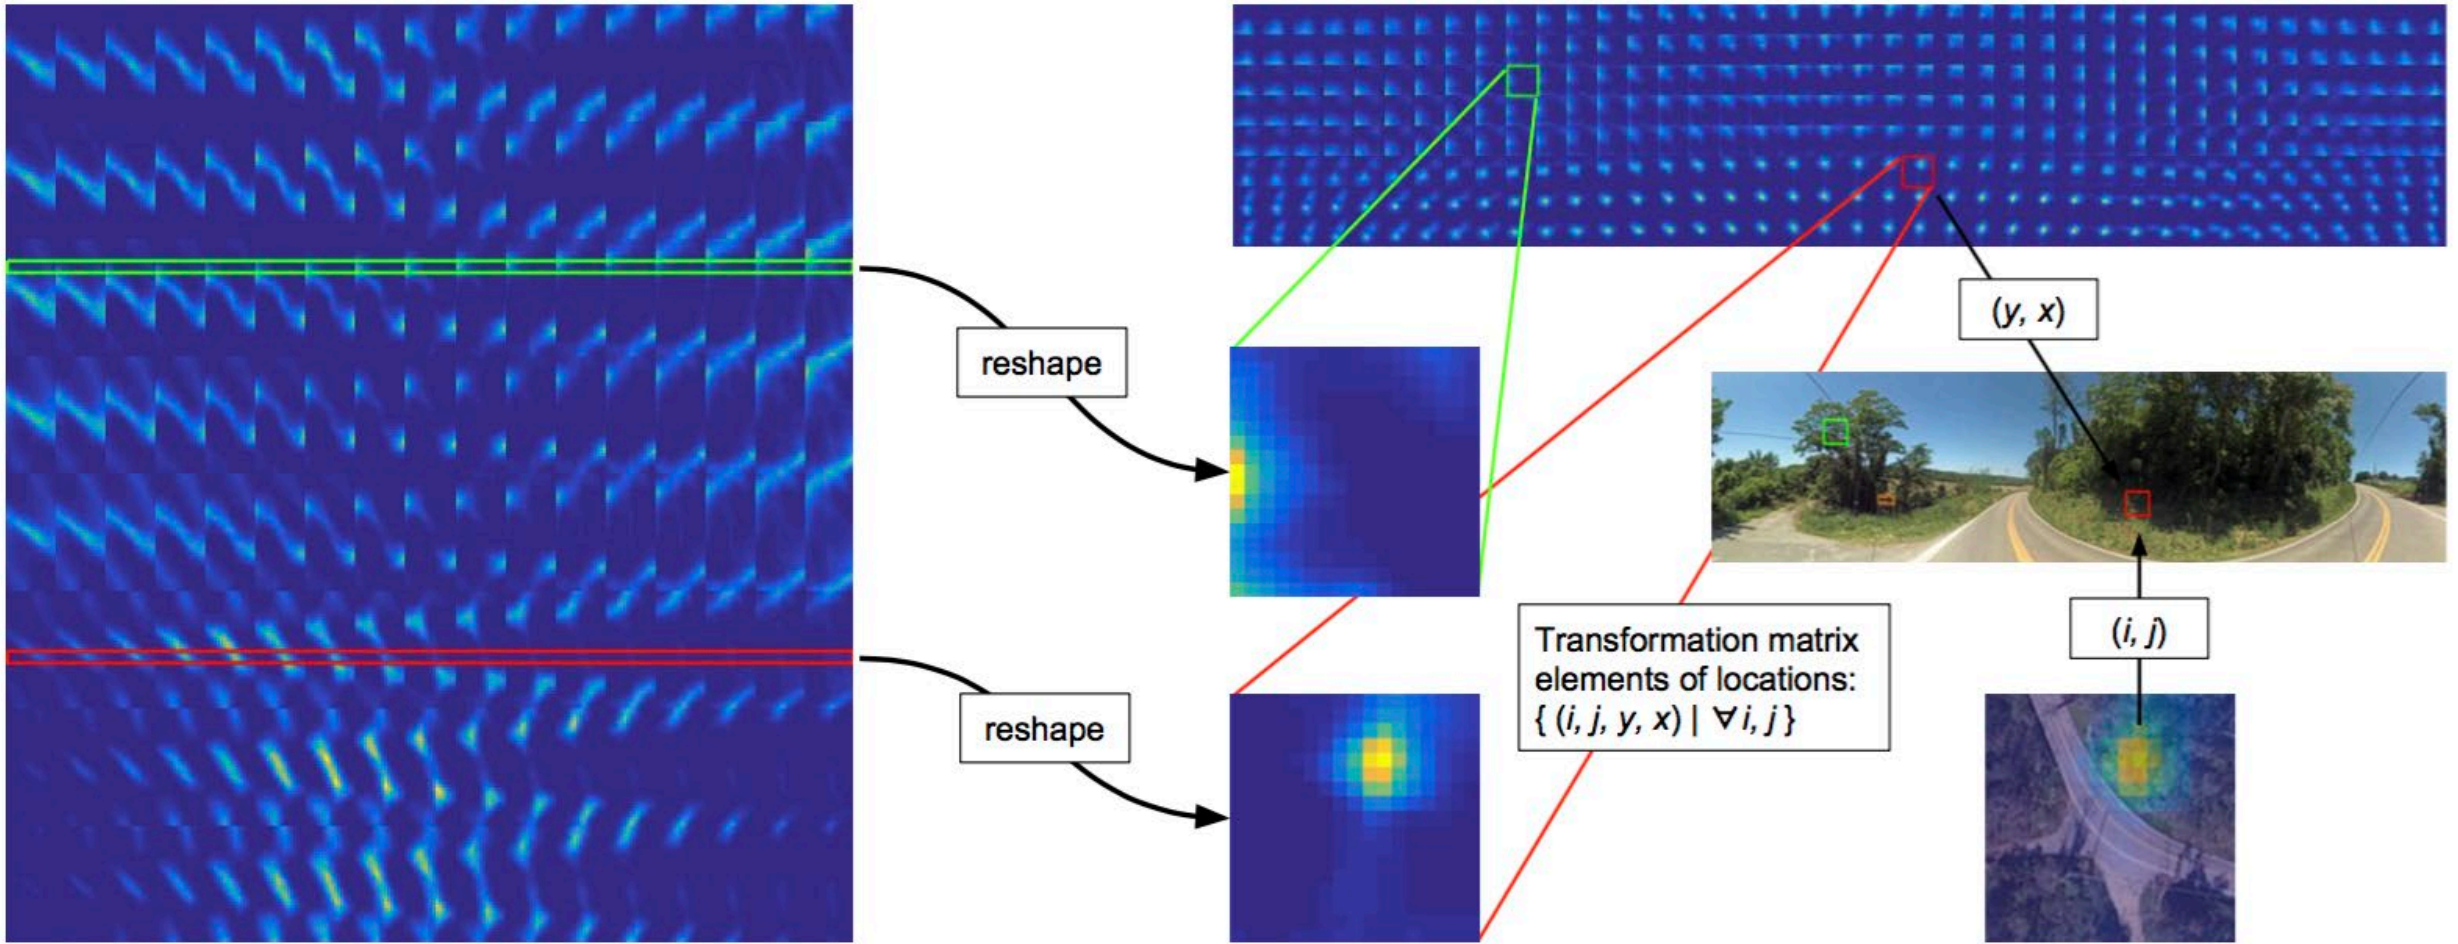 reshape
reshape
(y, x)
(i, j)
Transformation matrix
elements of locations:
{ (i, j, y, x) | ∀ i, j }